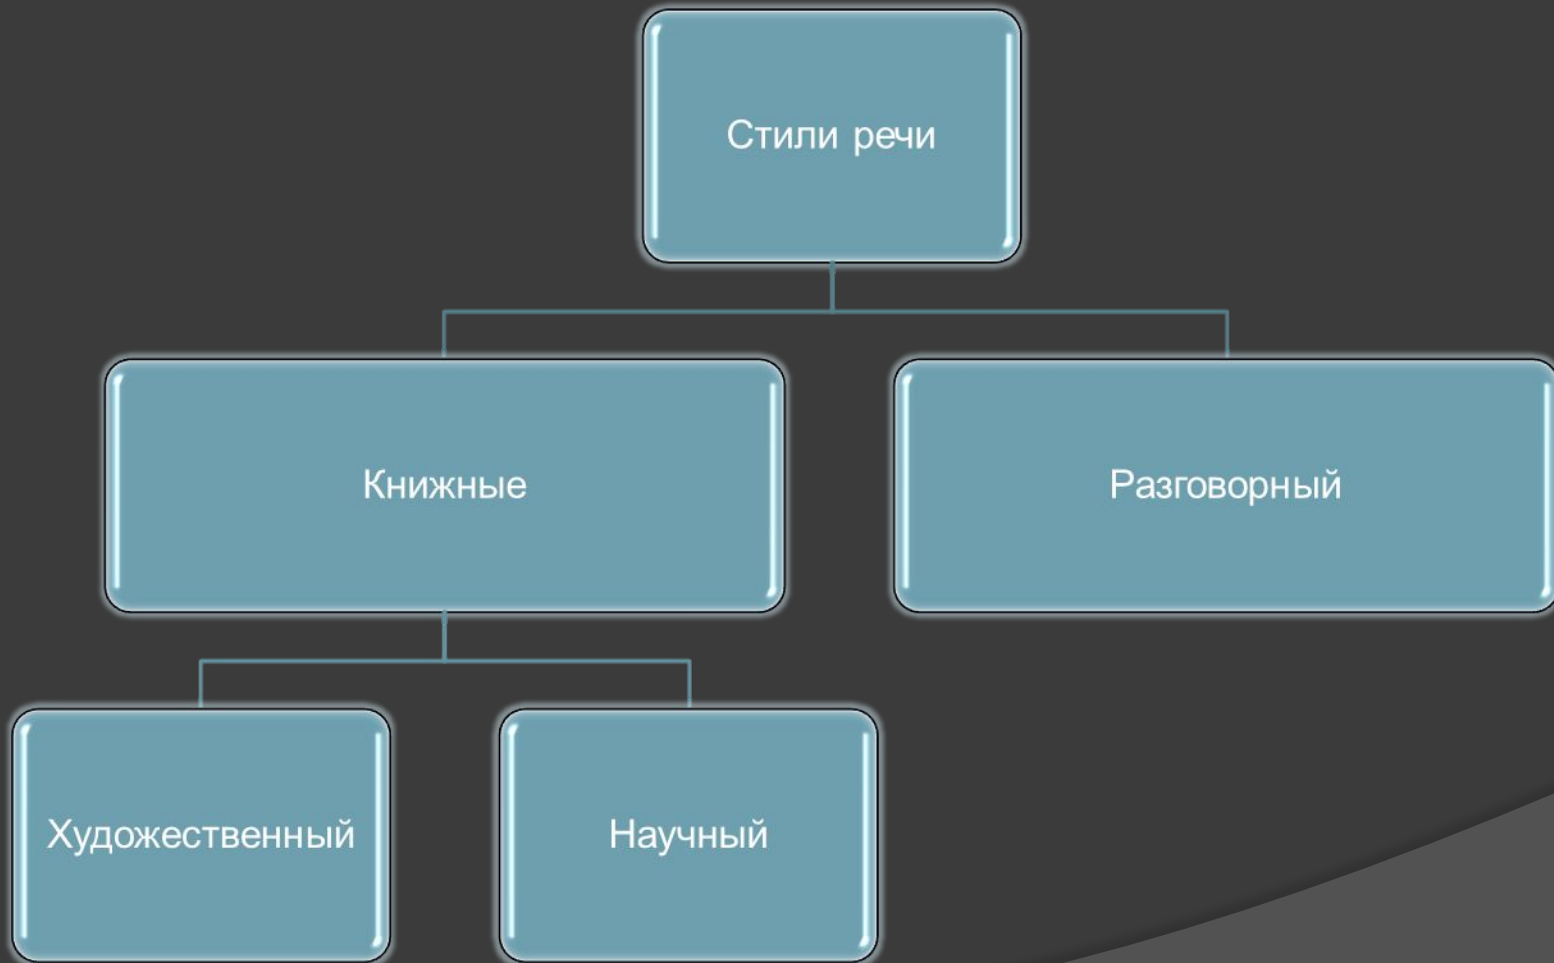 Стили речи
Книжные
Разговорный
Художественный
Научный